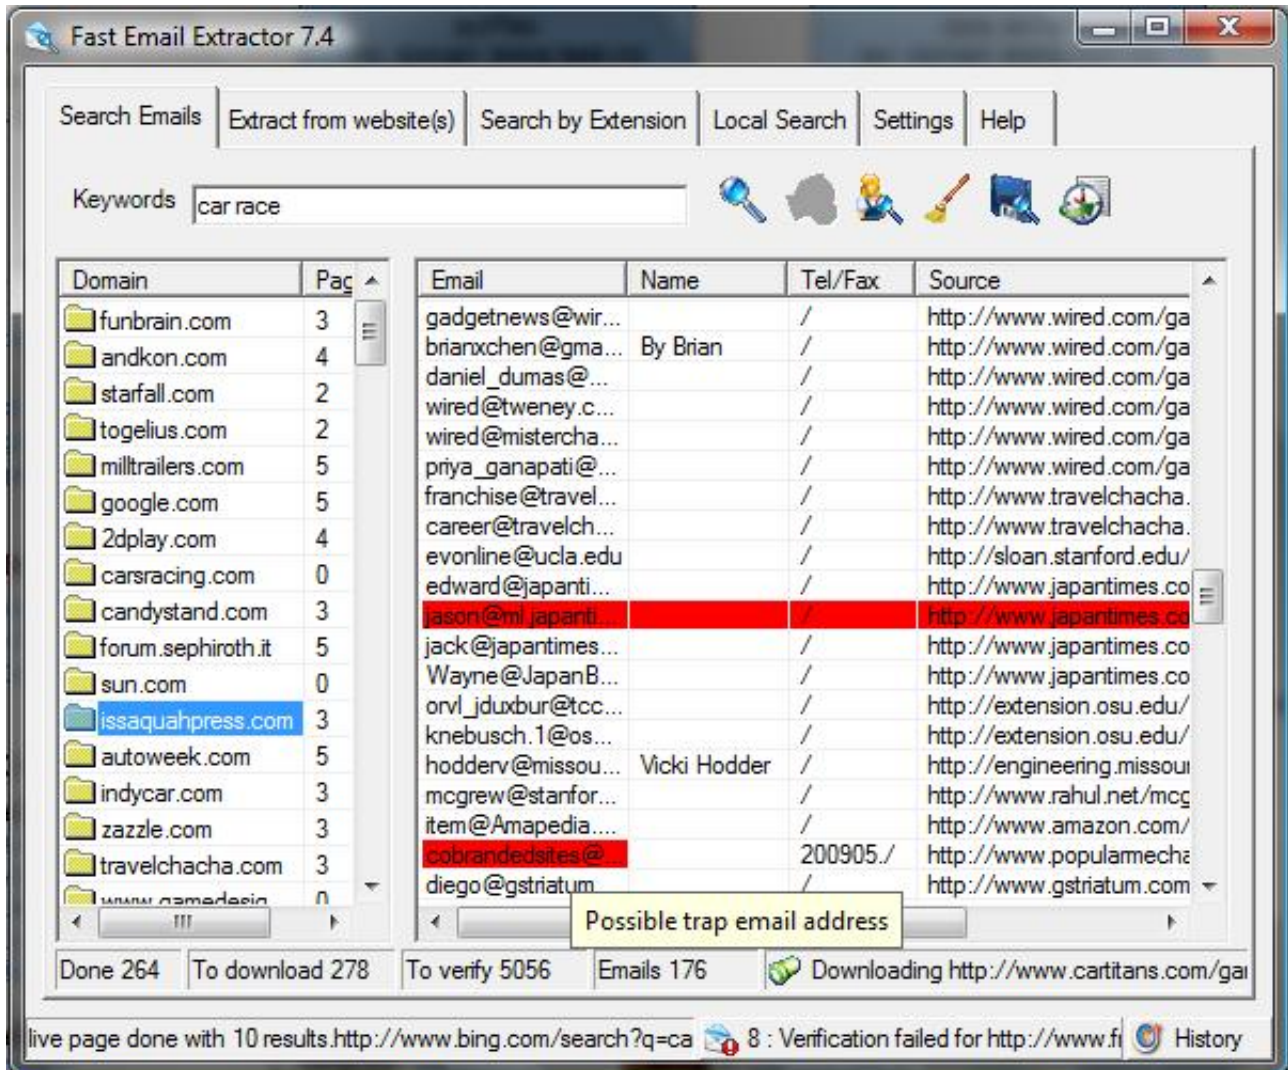 Fast Email Extractor 7.4
Search Emails Extract from website(s) Search by Extension Local Search Settings Help
Keywords car race
Domain Pag
funbrain.com 3
andkon.com 4
starfall.com 2
togelius.com 2
milltrailers.com 5
google.com 5
2dplay.com 4
carsracing.com 0
candystand.com 3
forum.sephiroth.it 5
sun.com 0
issaquahpress.com 3
autoweek.com 5
indycar.com 3
zazzle.com 3
travelchacha.com 3
www.gamedesig 0
Email Name Tel/Fax Source
gadgetnews@wir... / http://www.wired.com/ga
brianxchen@gma... By Brian / http://www.wired.com/ga
daniel_dumas@... / http://www.wired.com/ga
wired@tweney.c... / http://www.wired.com/ga
wired@mistercha... / http://www.wired.com/ga
priya_ganapati@... / http://www.wired.com/ga
franchise@travel... / http://www.travelchacha.
career@travelch... / http://www.travelchacha.
evonline@ucla.edu / http://sloan.stanford.edu/
edward@japanti... / http://www.japantimes.co
jason@ml.japanti... / http://www.japantimes.co
jack@japantimes... / http://www.japantimes.co
Wayne@JapanB... / http://www.japantimes.co
orvl_jduxbur@tcc... / http://extension.osu.edu/
knebusch.1@os... / http://extension.osu.edu/
hodderv@missou... Vicki Hodder / http://engineering.missour
mcgrew@stanfor... / http://www.rahul.net/mcg
item@Amapedia.... / http://www.amazon.com/
cobrandedsites@... 200905./ http://www.popularmecha
diego@gstriatum / http://www.gstriatum.com
Possible trap email address
Done 264 To download 278 To verify 5056 Emails 176 Downloading http://www.cartitans.com/gar
live page done with 10 results.http://www.bing.com/search?q=ca 8 : Verification failed for http://www.fr History